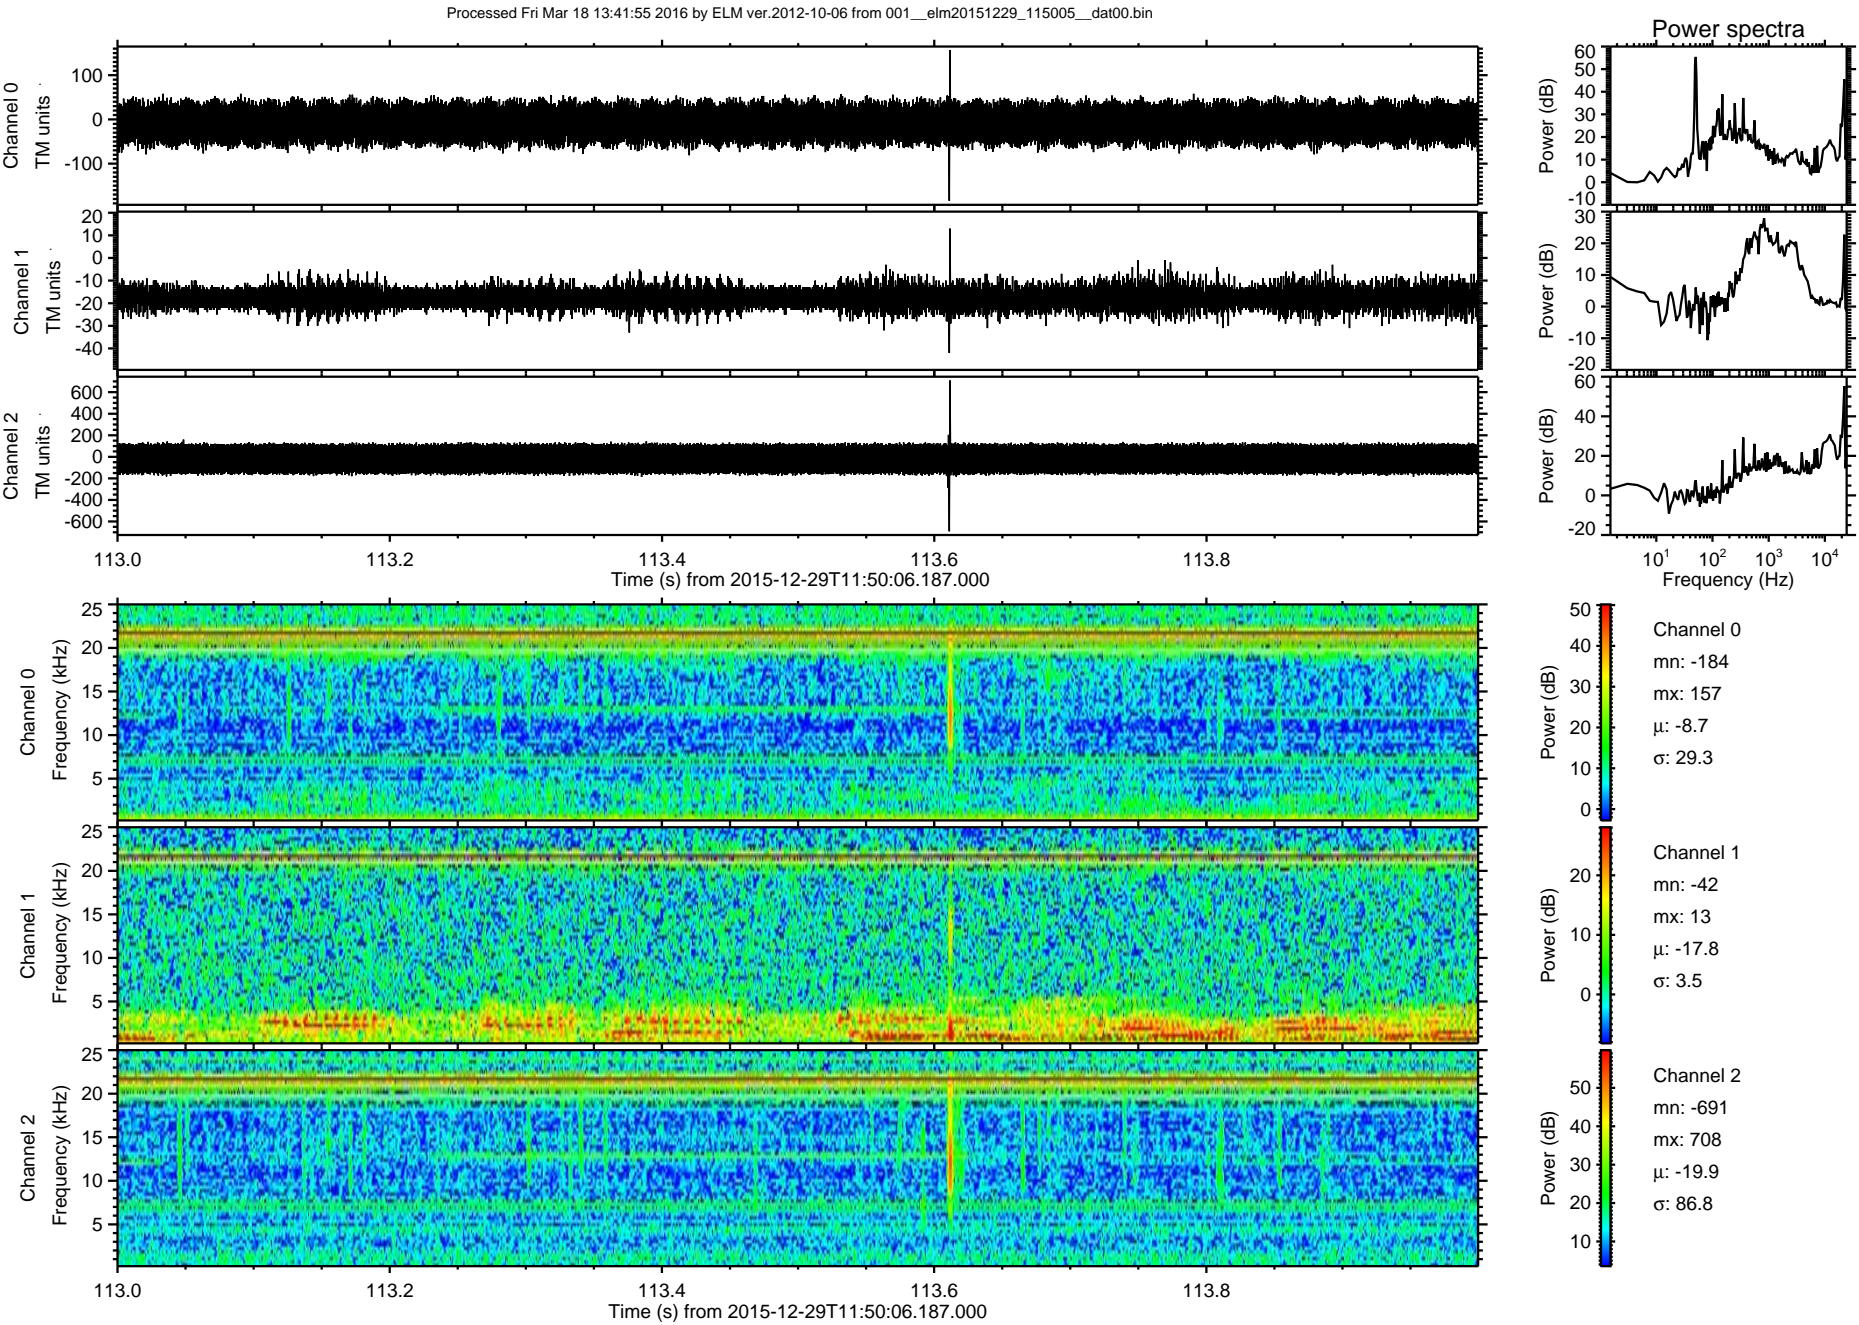 Processed Fri Mar 18 13:41:55 2016 by ELM ver.2012-10-06 from 001__elm20151229_115005__dat00.bin
Power spectra
Channel 0
TM units
100
0
-100
Power (dB)
60
50
40
30
20
10
0
-10
Channel 1
TM units
20
10
0
-10
-20
-30
-40
Power (dB)
30
20
10
0
-10
-20
Channel 2
TM units
600
400
200
0
-200
-400
-600
Power (dB)
60
40
20
0
-20
113.0 113.2 113.4 113.6 113.8
Time (s) from 2015-12-29T11:50:06.187.000
10¹ 10² 10³ 10⁴
Frequency (Hz)
Channel 0
Frequency (kHz)
25
20
15
10
5
Power (dB)
50
40
30
20
10
0
Channel 0
mn: -184
mx: 157
μ: -8.7
σ: 29.3
Channel 1
Frequency (kHz)
25
20
15
10
5
Power (dB)
20
10
0
Channel 1
mn: -42
mx: 13
μ: -17.8
σ: 3.5
Channel 2
Frequency (kHz)
25
20
15
10
5
Power (dB)
50
40
30
20
10
Channel 2
mn: -691
mx: 708
μ: -19.9
σ: 86.8
113.0 113.2 113.4 113.6 113.8
Time (s) from 2015-12-29T11:50:06.187.000